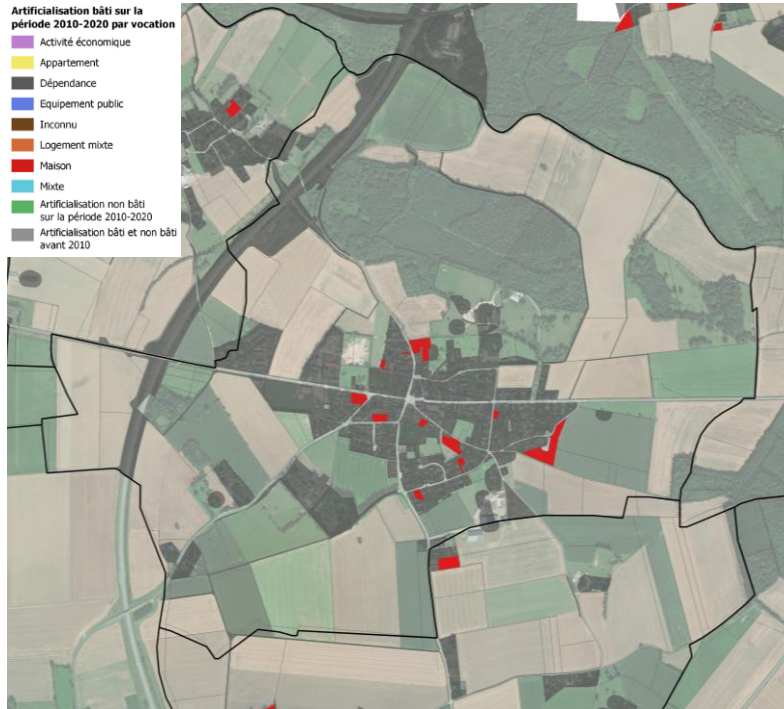 Artificialisation bâti sur la
période 2010-2020 par vocation
Activité économique
Appartement
Dépendance
Equipement public
Inconnu
Logement mixte
Maison
Mixte
Artificialisation non bâti
sur la période 2010-2020
Artificialisation bâti et non bâti
avant 2010